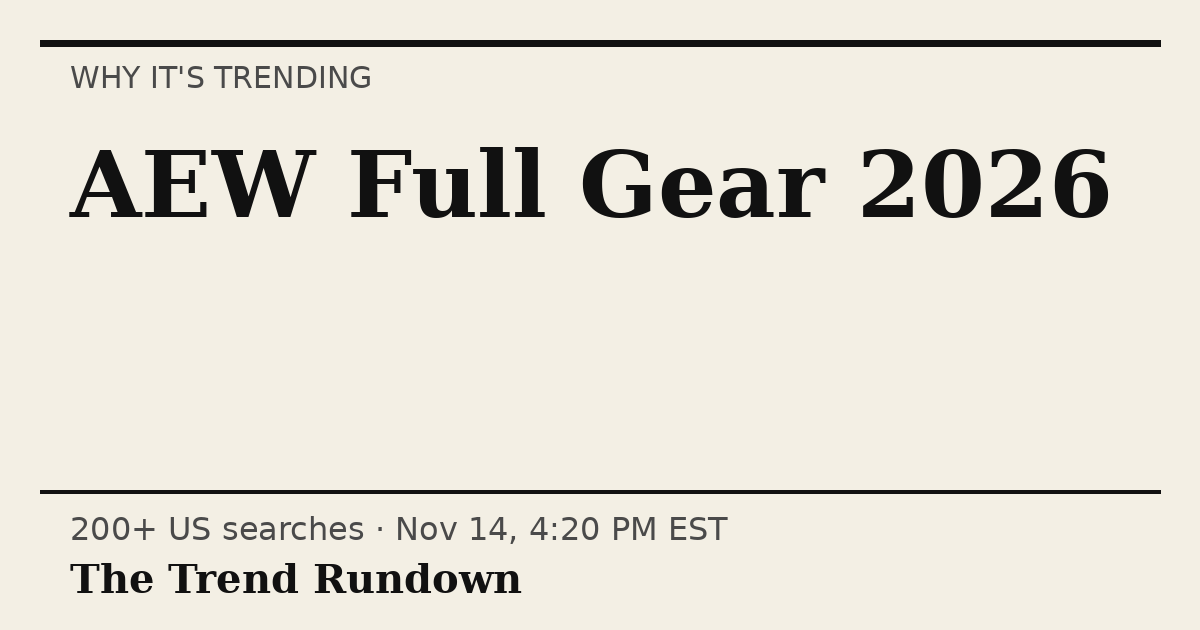 WHY IT'S TRENDING
AEW Full Gear 2026
200+ US searches · Nov 14, 4:20 PM EST
The Trend Rundown